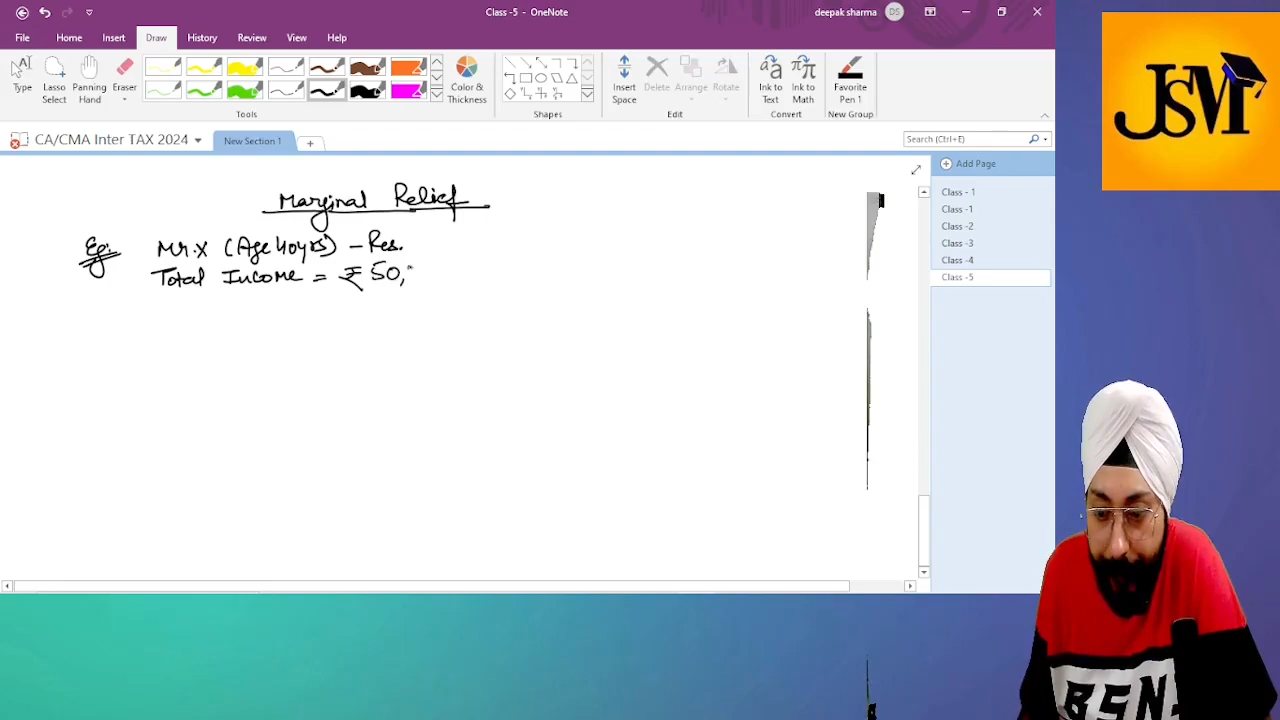 Class -5 - OneNote
deepak sharma DS
File Home Insert Draw History Review View Help
Type Lasso Select Panning Hand Eraser Color & Thickness Insert Space Delete Arrange Rotate Ink to Text Ink to Math Favorite Pen 1
Tools Shapes Edit Convert New Group
CA/CMA Inter TAX 2024 New Section 1 + Search (Ctrl+E)
Add Page
Class - 1
Class -1
Class -2
Class -3
Class -4
Class -5
Marginal Relief
Eg: Mr. X (Age 40 yrs) - Res.
Total Income = ₹ 50,
JSM